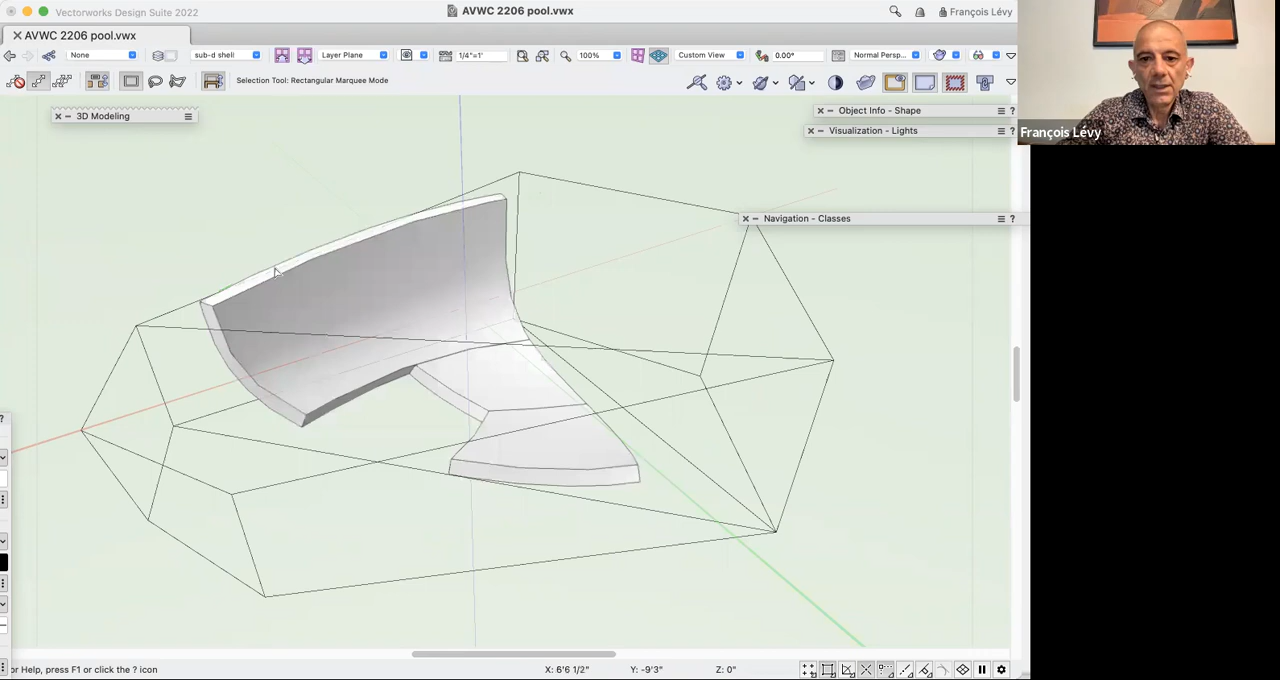 Vectorworks Design Suite 2022
AVWC 2206 pool.vwx
François Lévy
AVWC 2206 pool.vwx
None
sub-d shell
Layer Plane
1/4"=1'
100%
Custom View
0.00°
Normal Persp...
Selection Tool: Rectangular Marquee Mode
3D Modeling
Object Info - Shape
?
Visualization - Lights
?
Navigation - Classes
?
François Lévy
?
or Help, press F1 or click the ? icon
X: 6'6 1/2"
Y: -9'3"
Z: 0"